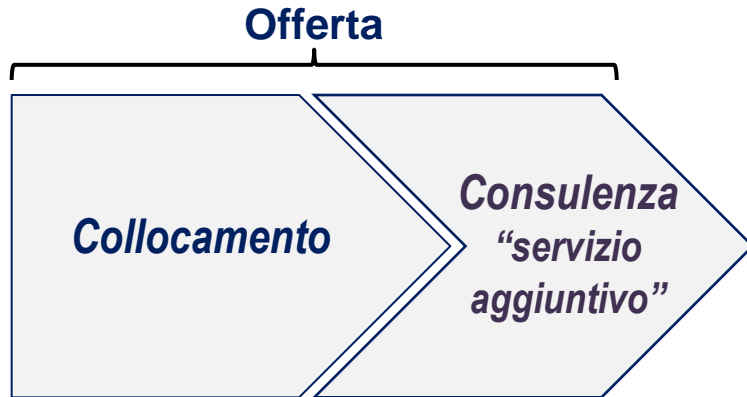 Offerta
Collocamento
Consulenza
“servizio
aggiuntivo”